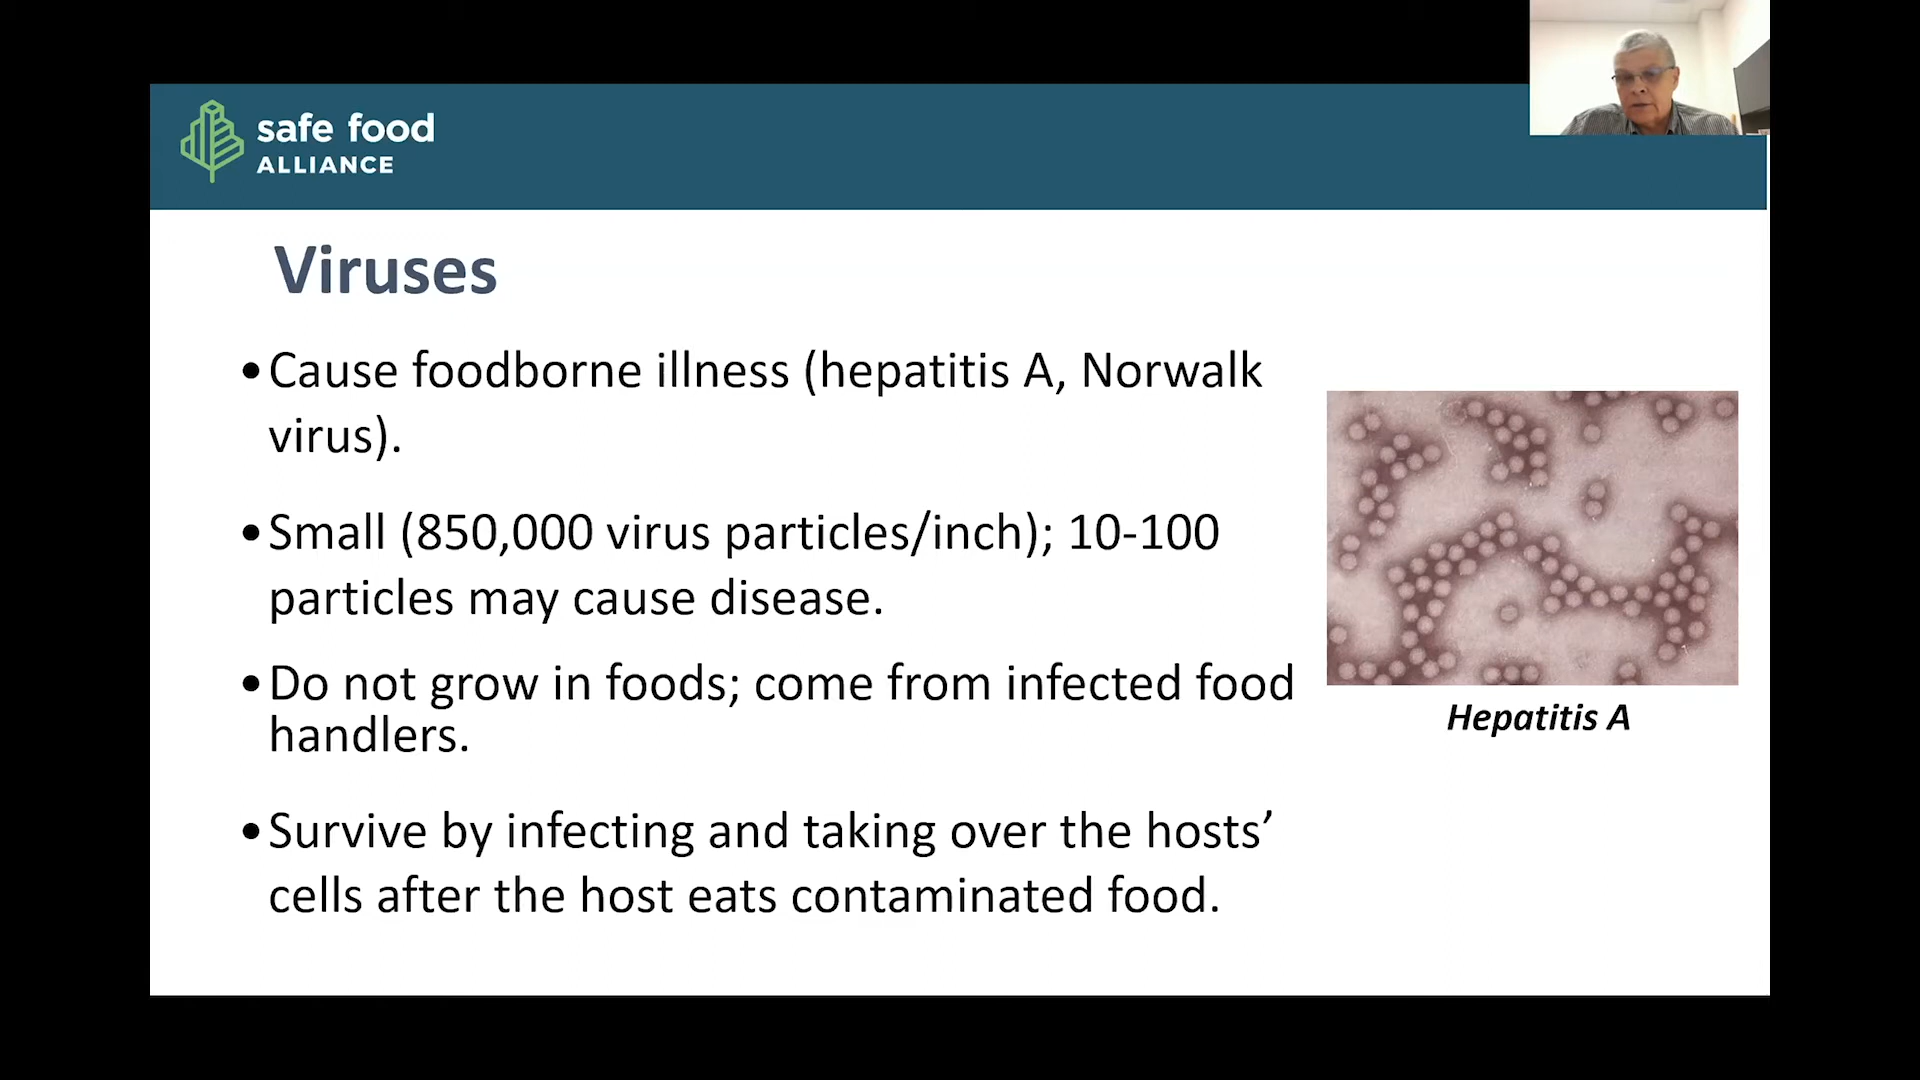 safe food
ALLIANCE
Viruses
•Cause foodborne illness (hepatitis A, Norwalk
virus).
•Small (850,000 virus particles/inch); 10-100
particles may cause disease.
•Do not grow in foods; come from infected food
handlers.
•Survive by infecting and taking over the hosts’
cells after the host eats contaminated food.
Hepatitis A